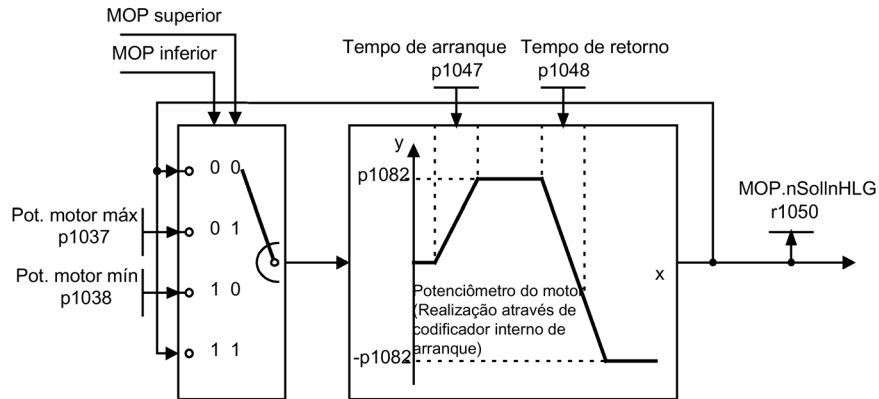 MOP superior
MOP inferior
Tempo de arranque
p1047
Tempo de retorno
p1048
0 0
0 1
1 0
1 1
Pot. motor máx
p1037
Pot. motor mín
p1038
y
p1082
x
Potenciômetro do motor
(Realização através de
codificador interno de
arranque)
-p1082
MOP.nSollnHLG
r1050